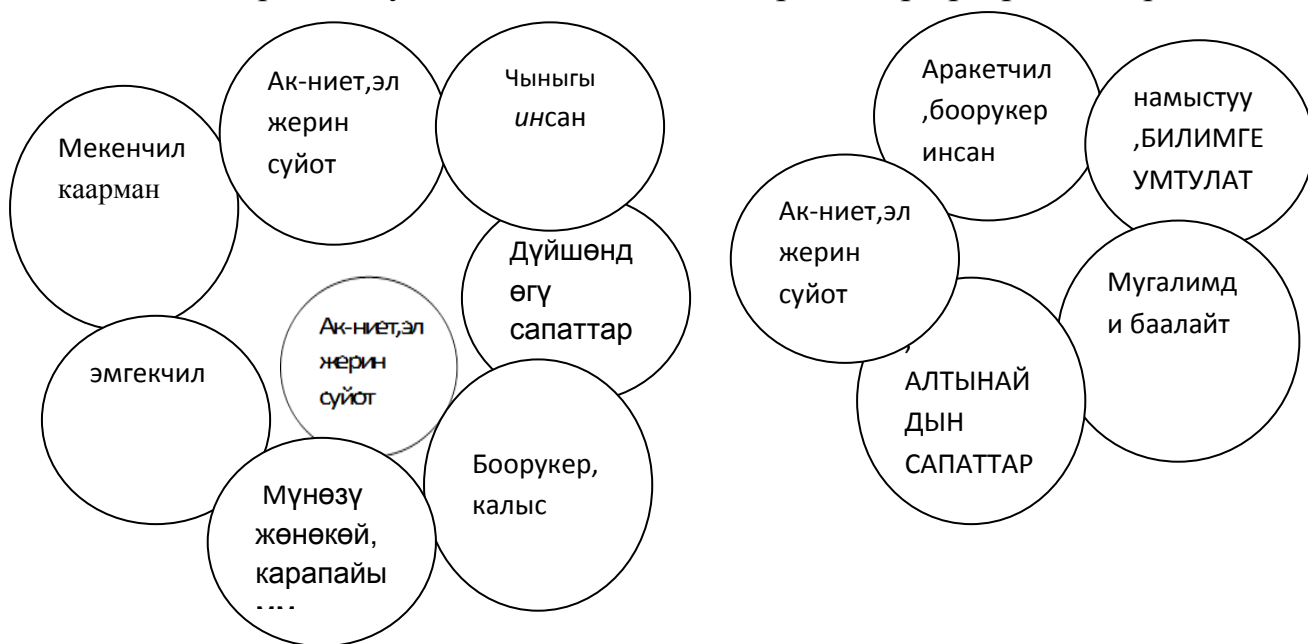 Ак-ниет,эл
жерин
суйот
Чыныгы
инсан
Мекенчил
каарман
Дүйшөнд
өгү
сапаттар
Ак-ниет,эл
жерин
суйот
эмгекчил
Боорукер,
калыс
Мүнөзү
жөнөкөй,
карапайы
Аракетчил
,боорукер
инсан
намыстуу
,БИЛИМГЕ
УМТУЛАТ
Ак-ниет,эл
жерин
суйот
Мугалимд
и баалайт
,
АЛТЫНАЙ
ДЫН
САПАТТАР